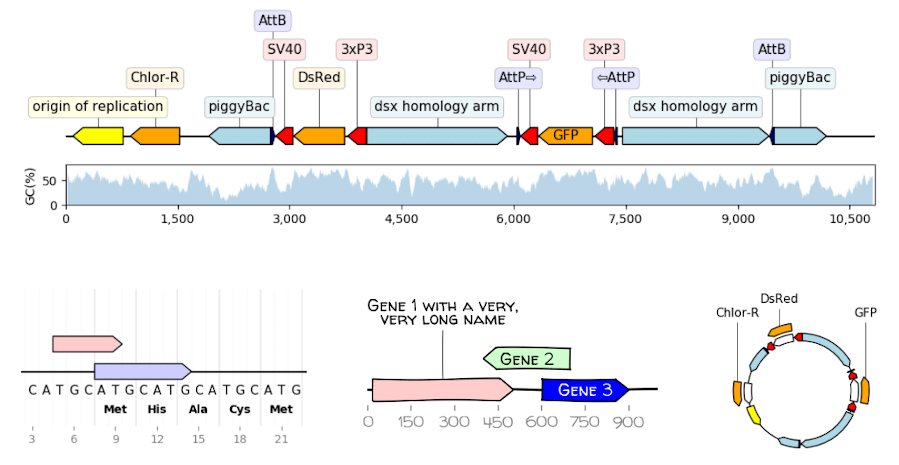 AttB
SV40 3xP3 SV40 3xP3 AttB
Chlor-R DsRed AttP⇨ ⇦AttP piggyBac
origin of replication piggyBac dsx homology arm dsx homology arm
GFP
GC(%)
50
0
0 1,500 3,000 4,500 6,000 7,500 9,000 10,500
C A T G C A T G C A T G C A T G C A T G
Met His Ala Cys Met
3 6 9 12 15 18 21
Gene 1 with a very,
very long name
Gene 2
Gene 3
0 150 300 450 600 750 900
DsRed
Chlor-R GFP